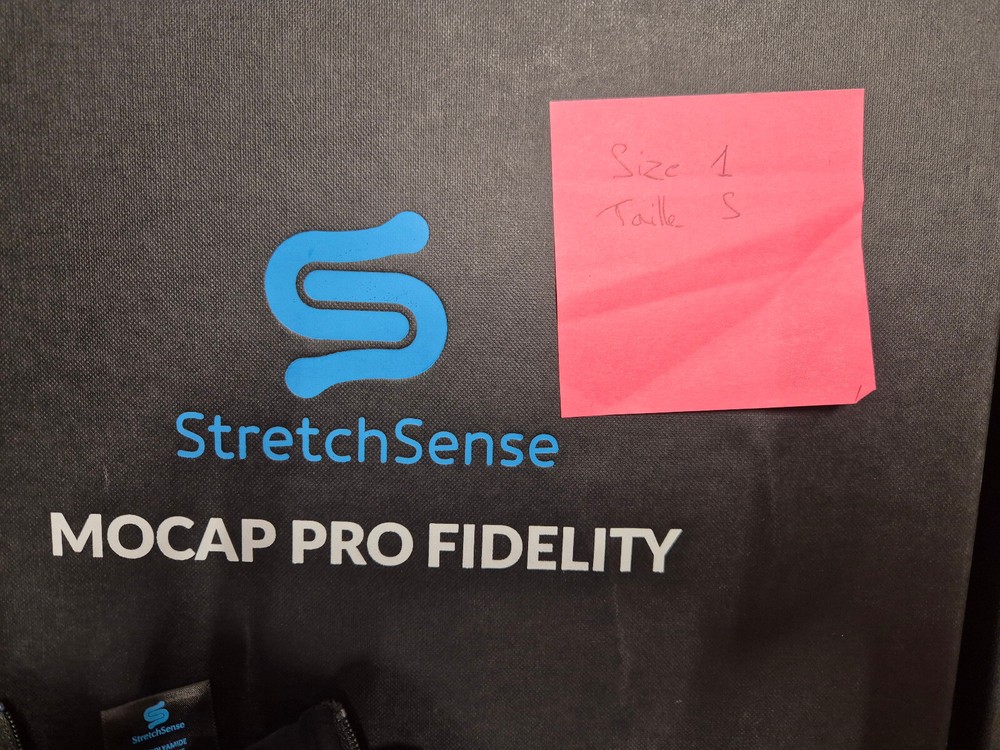 Size 1
Taille S
StretchSense
MOCAP PRO FIDELITY
StretchSense